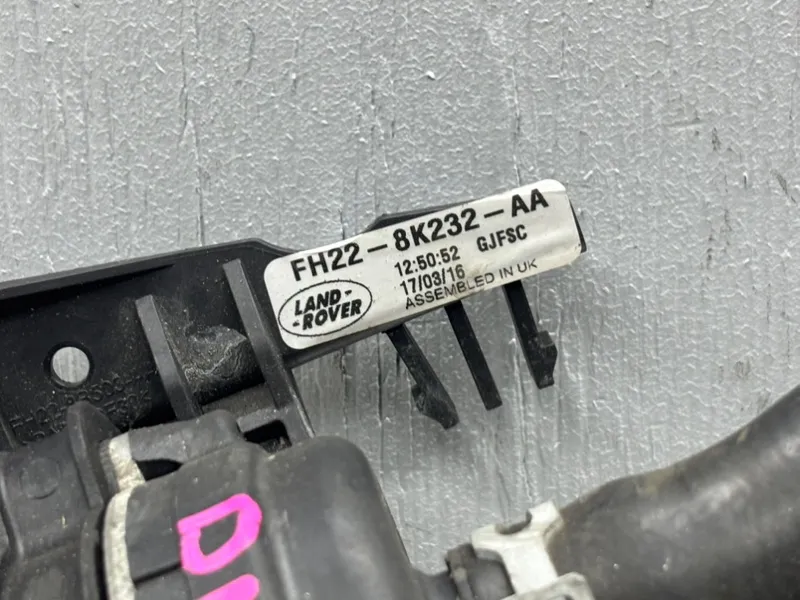 FH22-8K232-AA
12:50:52 GJFSC
17/03/16
ASSEMBLED IN UK
LAND-
-ROVER